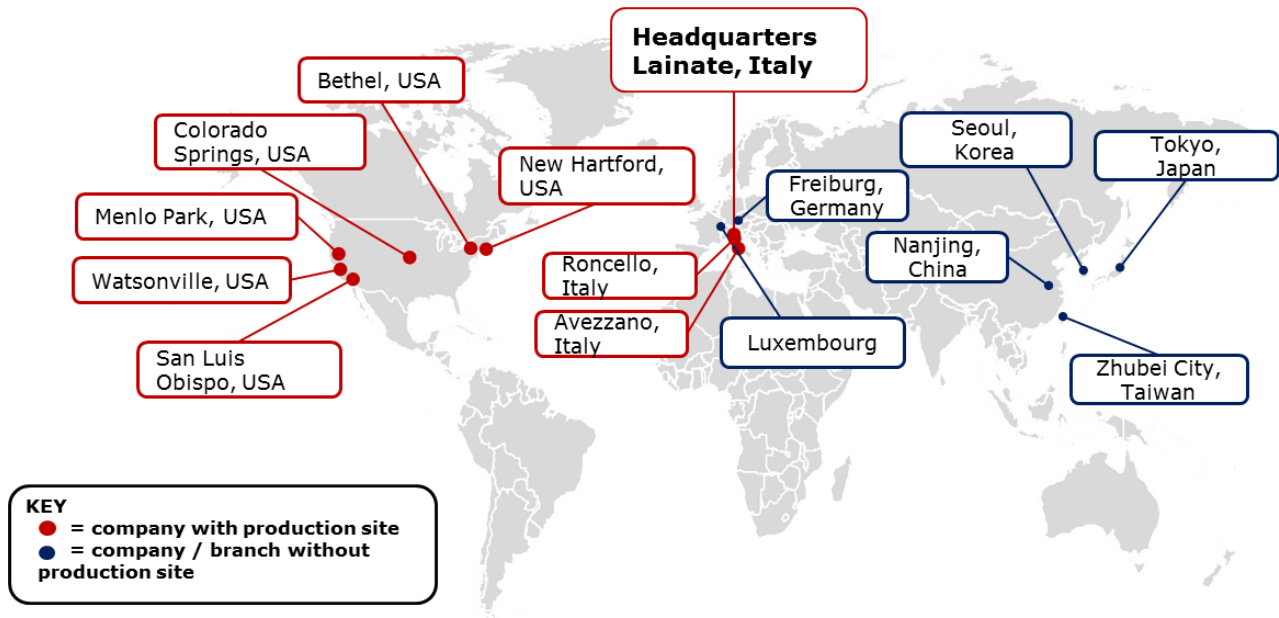 Headquarters
Lainate, Italy
Bethel, USA
Colorado
Springs, USA
New Hartford,
USA
Menlo Park, USA
Watsonville, USA
San Luis
Obispo, USA
Freiburg,
Germany
Roncello,
Italy
Avezzano,
Italy
Luxembourg
Seoul,
Korea
Tokyo,
Japan
Nanjing,
China
Zhubei City,
Taiwan
KEY
= company with production site
= company / branch without
production site